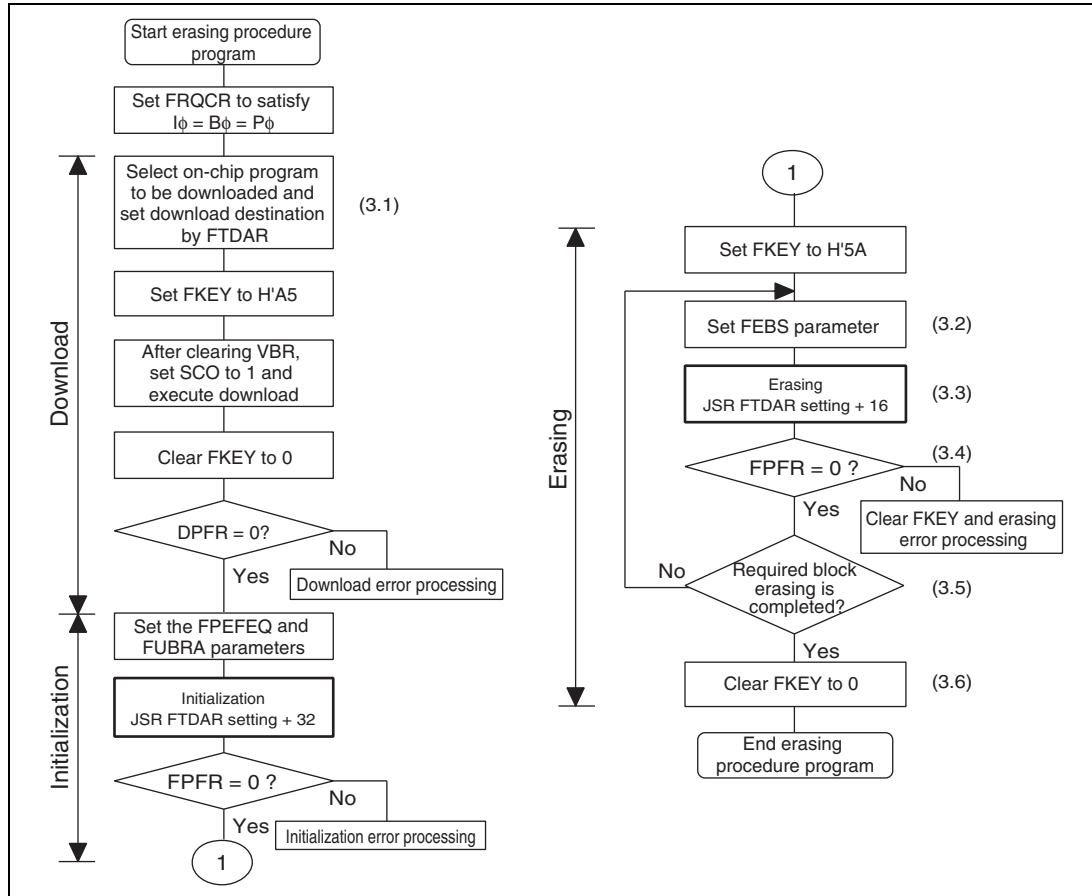 Start erasing procedure
program
Set FRQCR to satisfy
Iϕ = Bϕ = Pϕ
Download
Select on-chip program
to be downloaded and
set download destination
by FTDAR
(3.1)
Set FKEY to H'A5
After clearing VBR,
set SCO to 1 and
execute download
Clear FKEY to 0
DPFR = 0?
No
Yes
Download error processing
Initialization
Set the FPEFEQ and
FUBRA parameters
Initialization
JSR FTDAR setting + 32
FPFR = 0 ?
No
Yes
Initialization error processing
1
1
Erasing
Set FKEY to H'5A
Set FEBS parameter
(3.2)
Erasing
JSR FTDAR setting + 16
(3.3)
FPFR = 0 ?
(3.4)
No
Yes
Clear FKEY and erasing
error processing
No
Required block
erasing is
completed?
(3.5)
Yes
Clear FKEY to 0
(3.6)
End erasing
procedure program